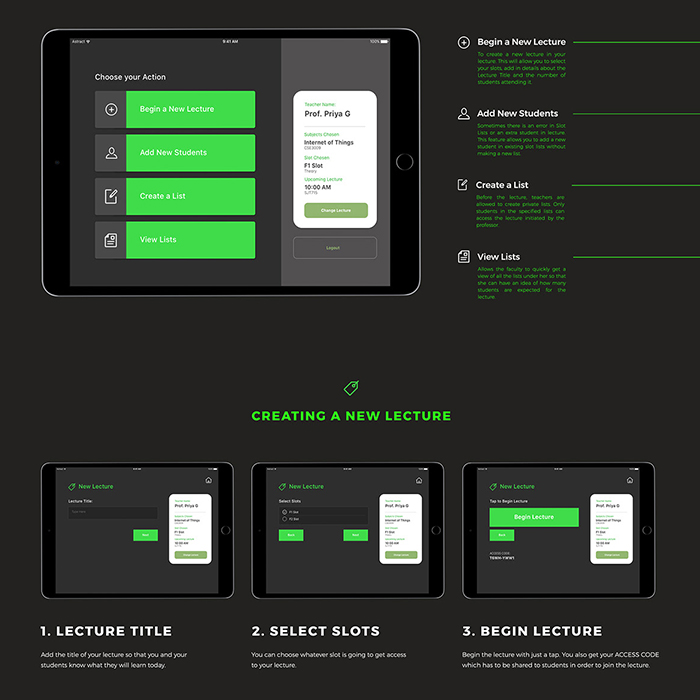 Astract
9:41 AM
100%
Choose your Action
Begin a New Lecture
Add New Students
Create a List
View Lists
Teacher Name:
Prof. Priya G
Subjects Chosen
Internet of Things
CSE3009
Slot Chosen
F1 Slot
Theory
Upcoming Lecture
10:00 AM
SJT715
Change Lecture
Logout
Begin a New Lecture
To create a new lecture in your
lecture. This will allow you to select
your slots, add in details about the
Lecture Title and the number of
students attending it.
Add New Students
Sometimes there is an error in Slot
Lists or an extra student in lecture.
This feature allows you to add a new
student in existing slot lists without
making a new list.
Create a List
Before the lecture, teachers are
allowed to create private lists. Only
students in the specified lists can
access the lecture initiated by the
professor.
View Lists
Allows the faculty to quickly get a
view of all the lists under her so that
she can have an idea of how many
students are expected for the
lecture.
CREATING A NEW LECTURE
New Lecture
Lecture Title:
Next
Prof. Priya G
Internet of Things
F1 Slot
10:00 AM
New Lecture
Select Slots
F1 Slot
F2 Slot
Back
Next
Prof. Priya G
Internet of Things
F1 Slot
10:00 AM
New Lecture
Tap to Begin Lecture
Begin Lecture
Back
ACCESS CODE:
Prof. Priya G
Internet of Things
F1 Slot
10:00 AM
1. LECTURE TITLE
Add the title of your lecture so that you and your
students know what they will learn today.
2. SELECT SLOTS
You can choose whatever slot is going to get access
to your lecture.
3. BEGIN LECTURE
Begin the lecture with just a tap. You also get your ACCESS CODE
which has to be shared to students in order to join the lecture.